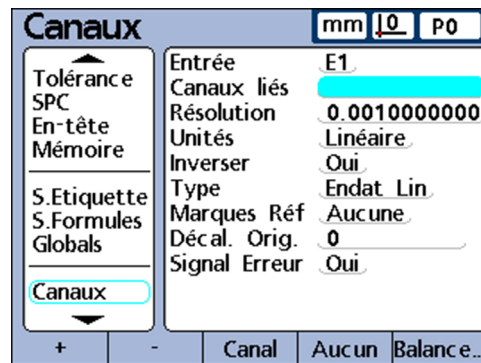 Canaux mm 0 P0
Tolérance
SPC
En-tête
Mémoire
S.Etiquette
S.Formules
Globals
Canaux
Entrée E1
Canaux liés
Résolution 0.0010000000
Unités Linéaire
Inverser Oui
Type Endat Lin
Marques Réf Aucune
Décal. Orig. 0
Signal Erreur Oui
+ - Canal Aucun Balance..